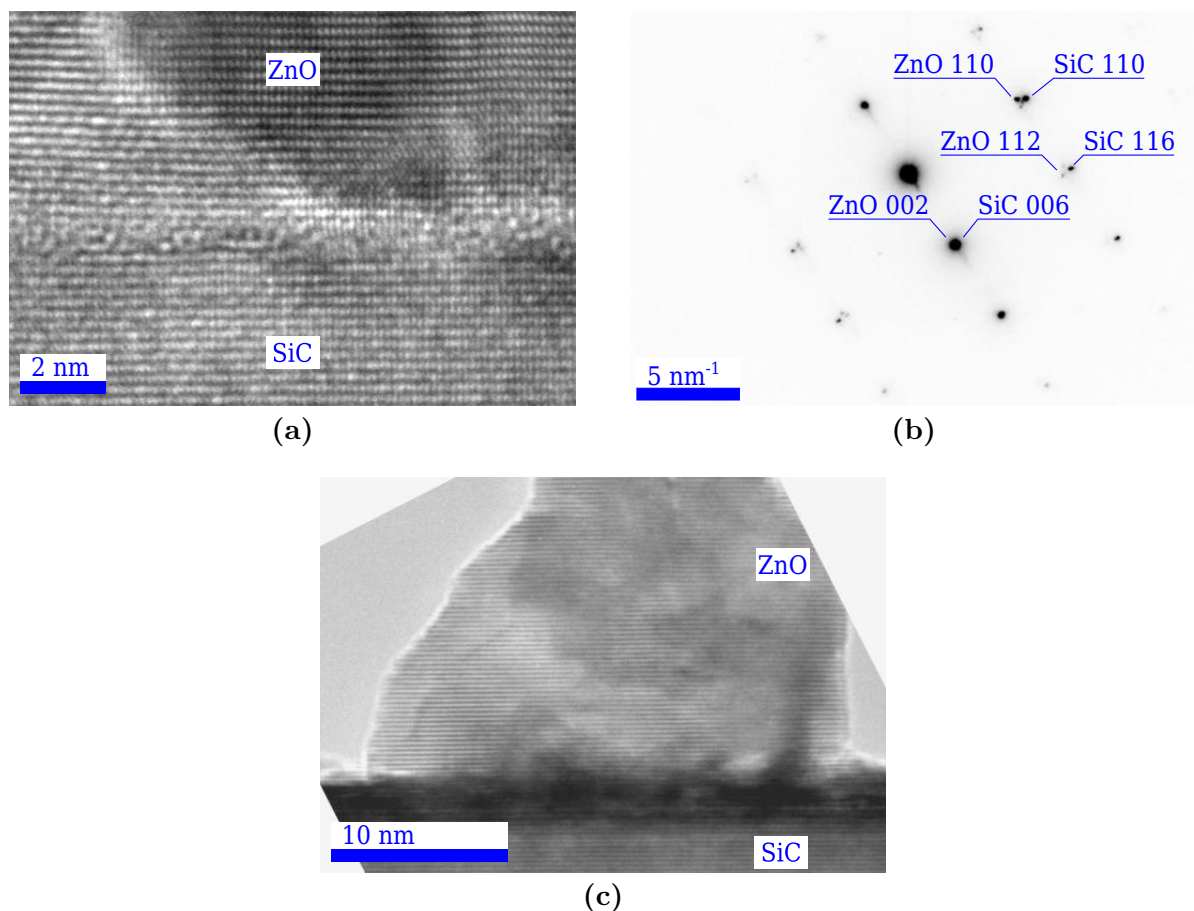 ZnO
SiC
2 nm
(a)
ZnO 110
SiC 110
ZnO 112
SiC 116
ZnO 002
SiC 006
5 nm⁻¹
(b)
ZnO
10 nm
SiC
(c)